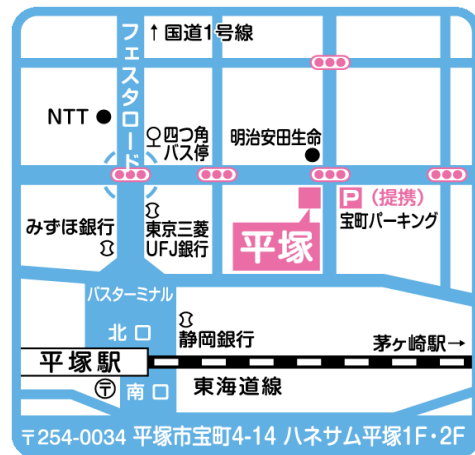 ↑国道1号線
フェスタロード
NTT
四つ角
バス停
明治安田生命
P(提携)
宝町パーキング
みずほ銀行
東京三菱
UFJ銀行
平塚
バスターミナル
北口
静岡銀行
茅ヶ崎駅→
平塚駅
〒
南口
東海道線
〒254-0034 平塚市宝町4-14 ハネサム平塚1F・2F